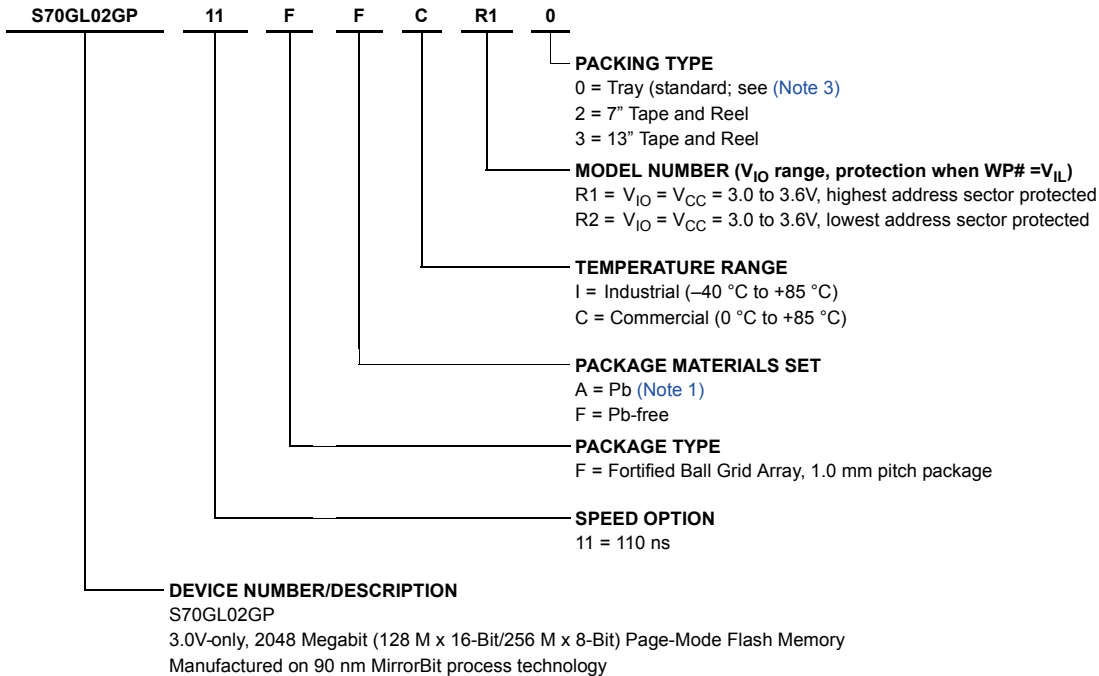 S70GL02GP 11 F F C R1 0
PACKING TYPE
0 = Tray (standard; see (Note 3)
2 = 7” Tape and Reel
3 = 13” Tape and Reel
MODEL NUMBER (VIO range, protection when WP# =VIL)
R1 = VIO = VCC = 3.0 to 3.6V, highest address sector protected
R2 = VIO = VCC = 3.0 to 3.6V, lowest address sector protected
TEMPERATURE RANGE
I = Industrial (–40 °C to +85 °C)
C = Commercial (0 °C to +85 °C)
PACKAGE MATERIALS SET
A = Pb (Note 1)
F = Pb-free
PACKAGE TYPE
F = Fortified Ball Grid Array, 1.0 mm pitch package
SPEED OPTION
11 = 110 ns
DEVICE NUMBER/DESCRIPTION
S70GL02GP
3.0V-only, 2048 Megabit (128 M x 16-Bit/256 M x 8-Bit) Page-Mode Flash Memory
Manufactured on 90 nm MirrorBit process technology